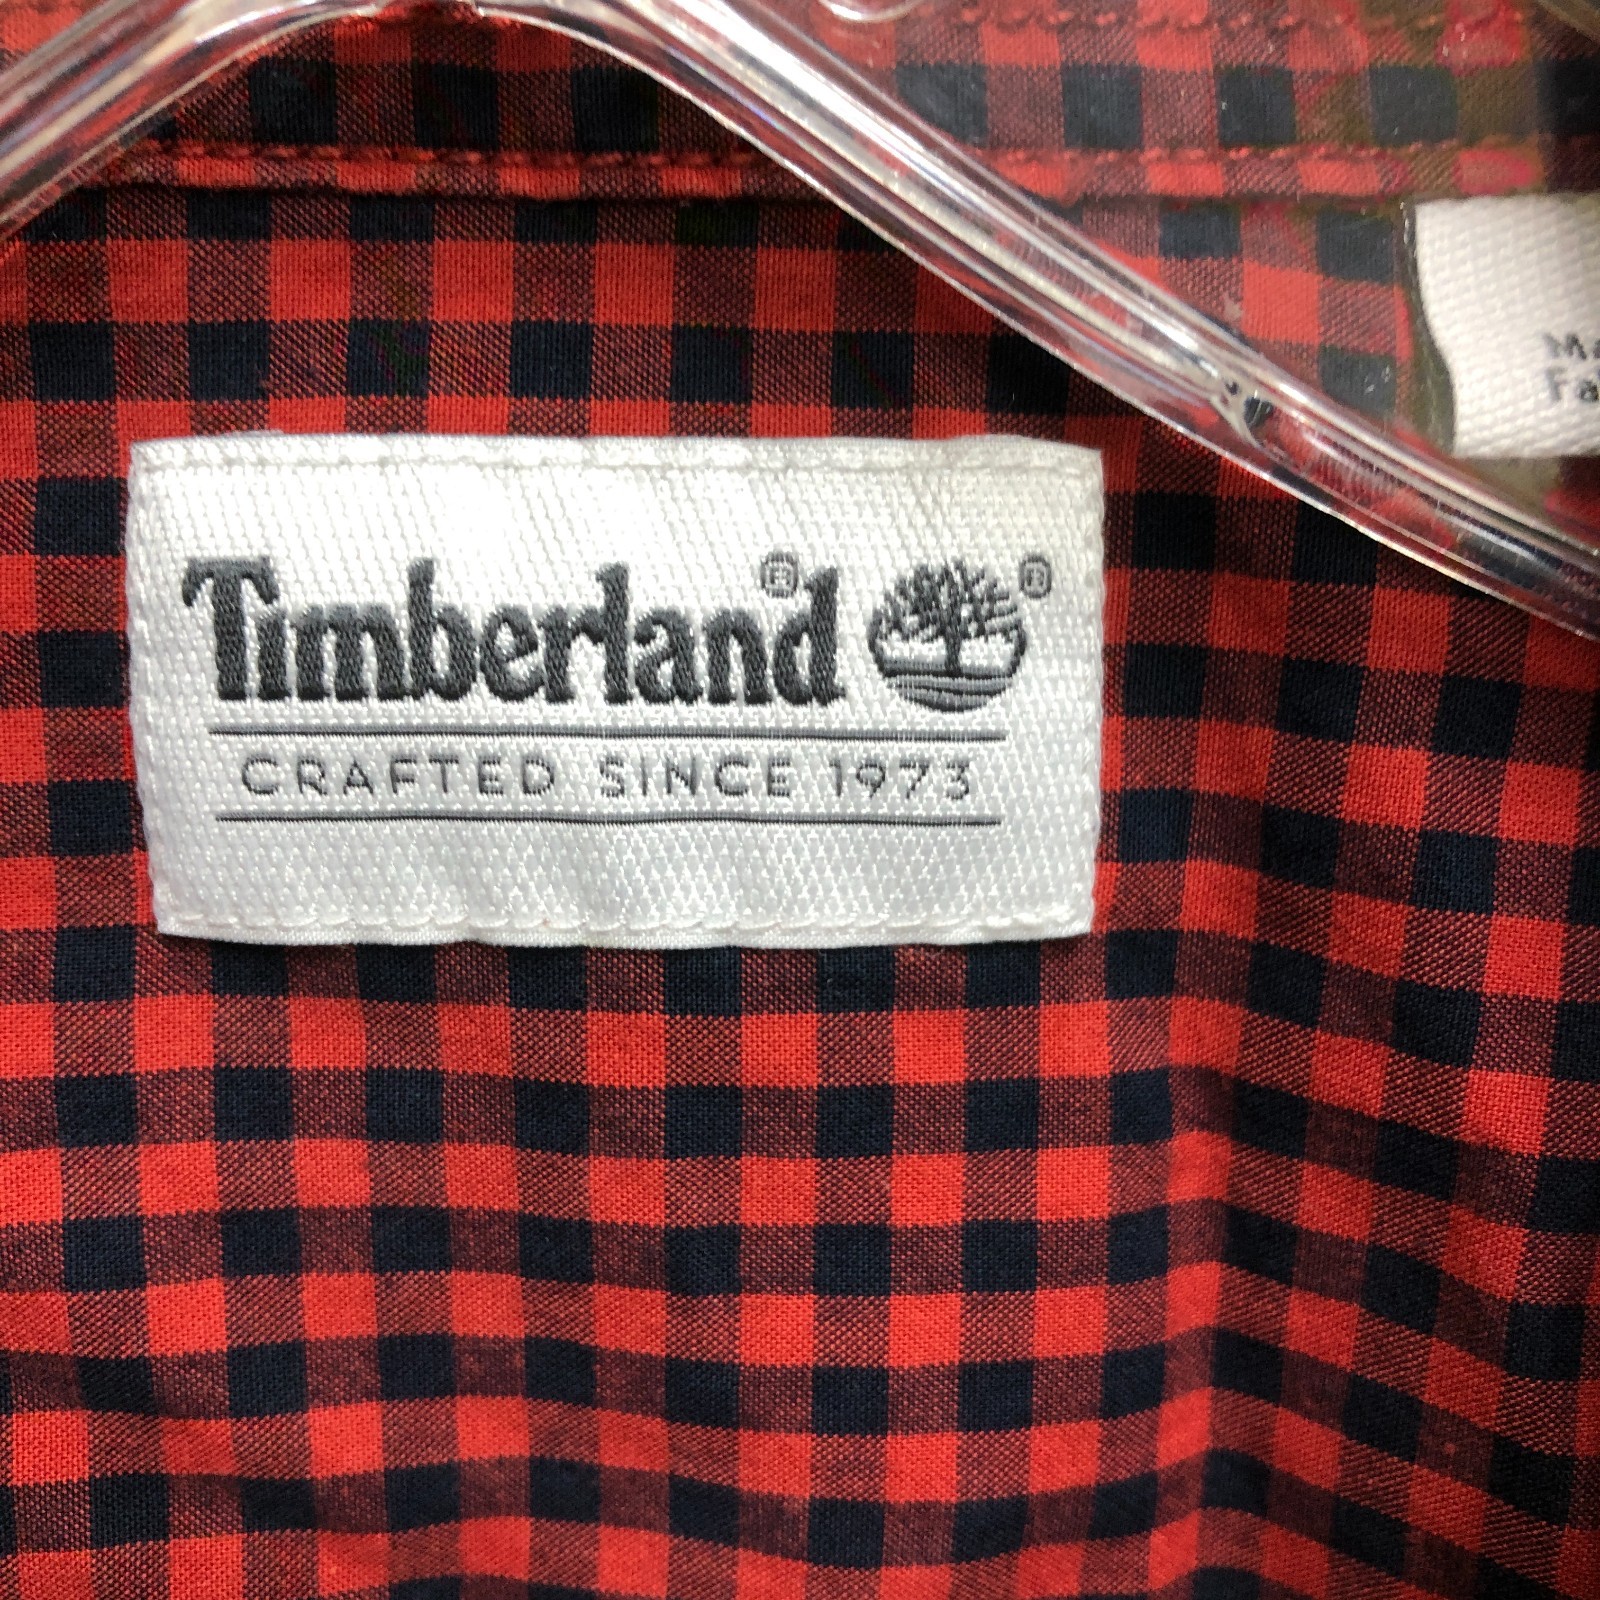 Timberland®
®
CRAFTED SINCE 1973